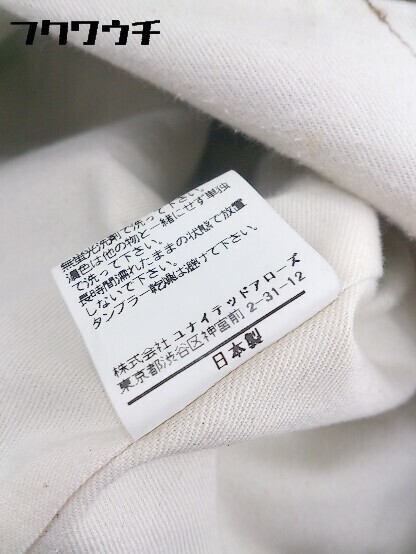 フクワウチ
無蛍光洗剤で洗って下さい。
濃色は他の物と一緒にせず単独
で洗って下さい。
長時間濡れたままの状態で放置
しないで下さい。
タンブラー乾燥は避けて下さい。
株式会社 ユナイテッドアローズ
東京都渋谷区神宮前 2-31-12
日本製